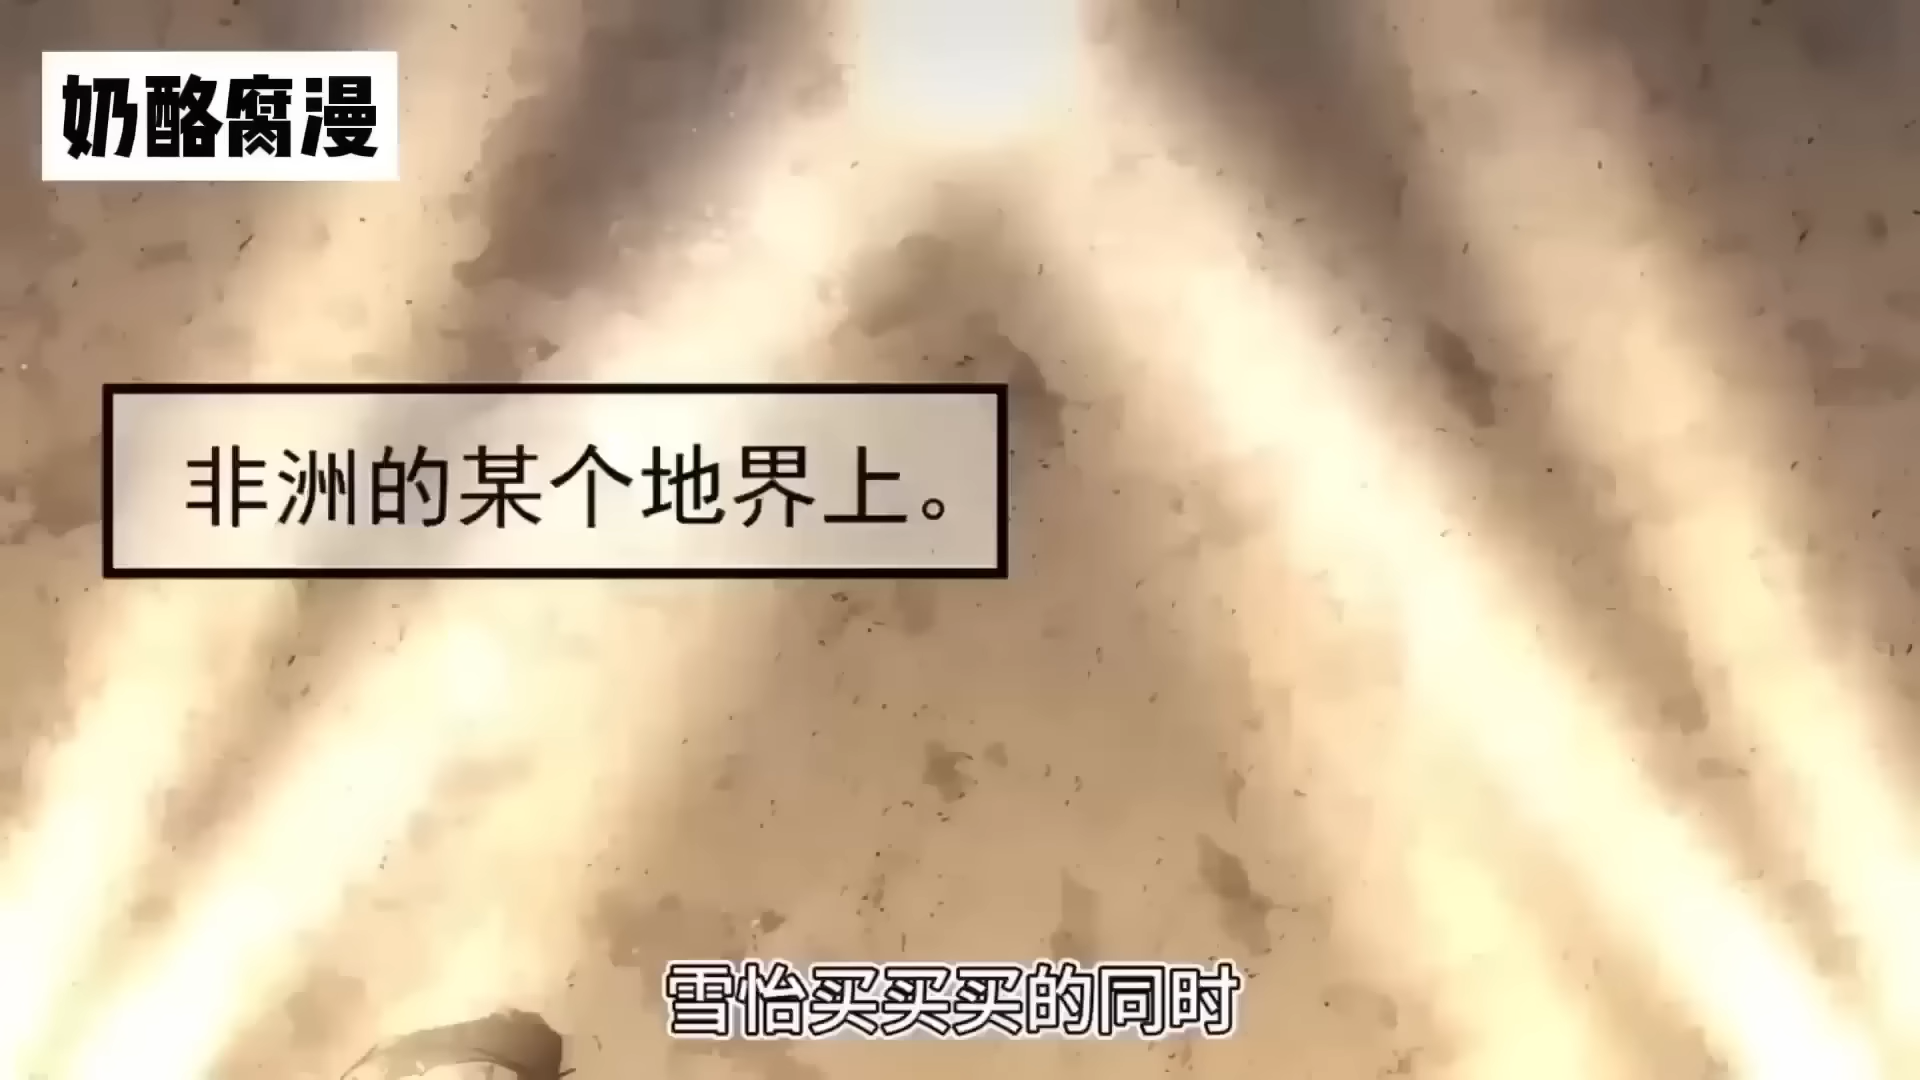 奶酪腐漫
非洲的某个地界上。
雪怡买买买的同时